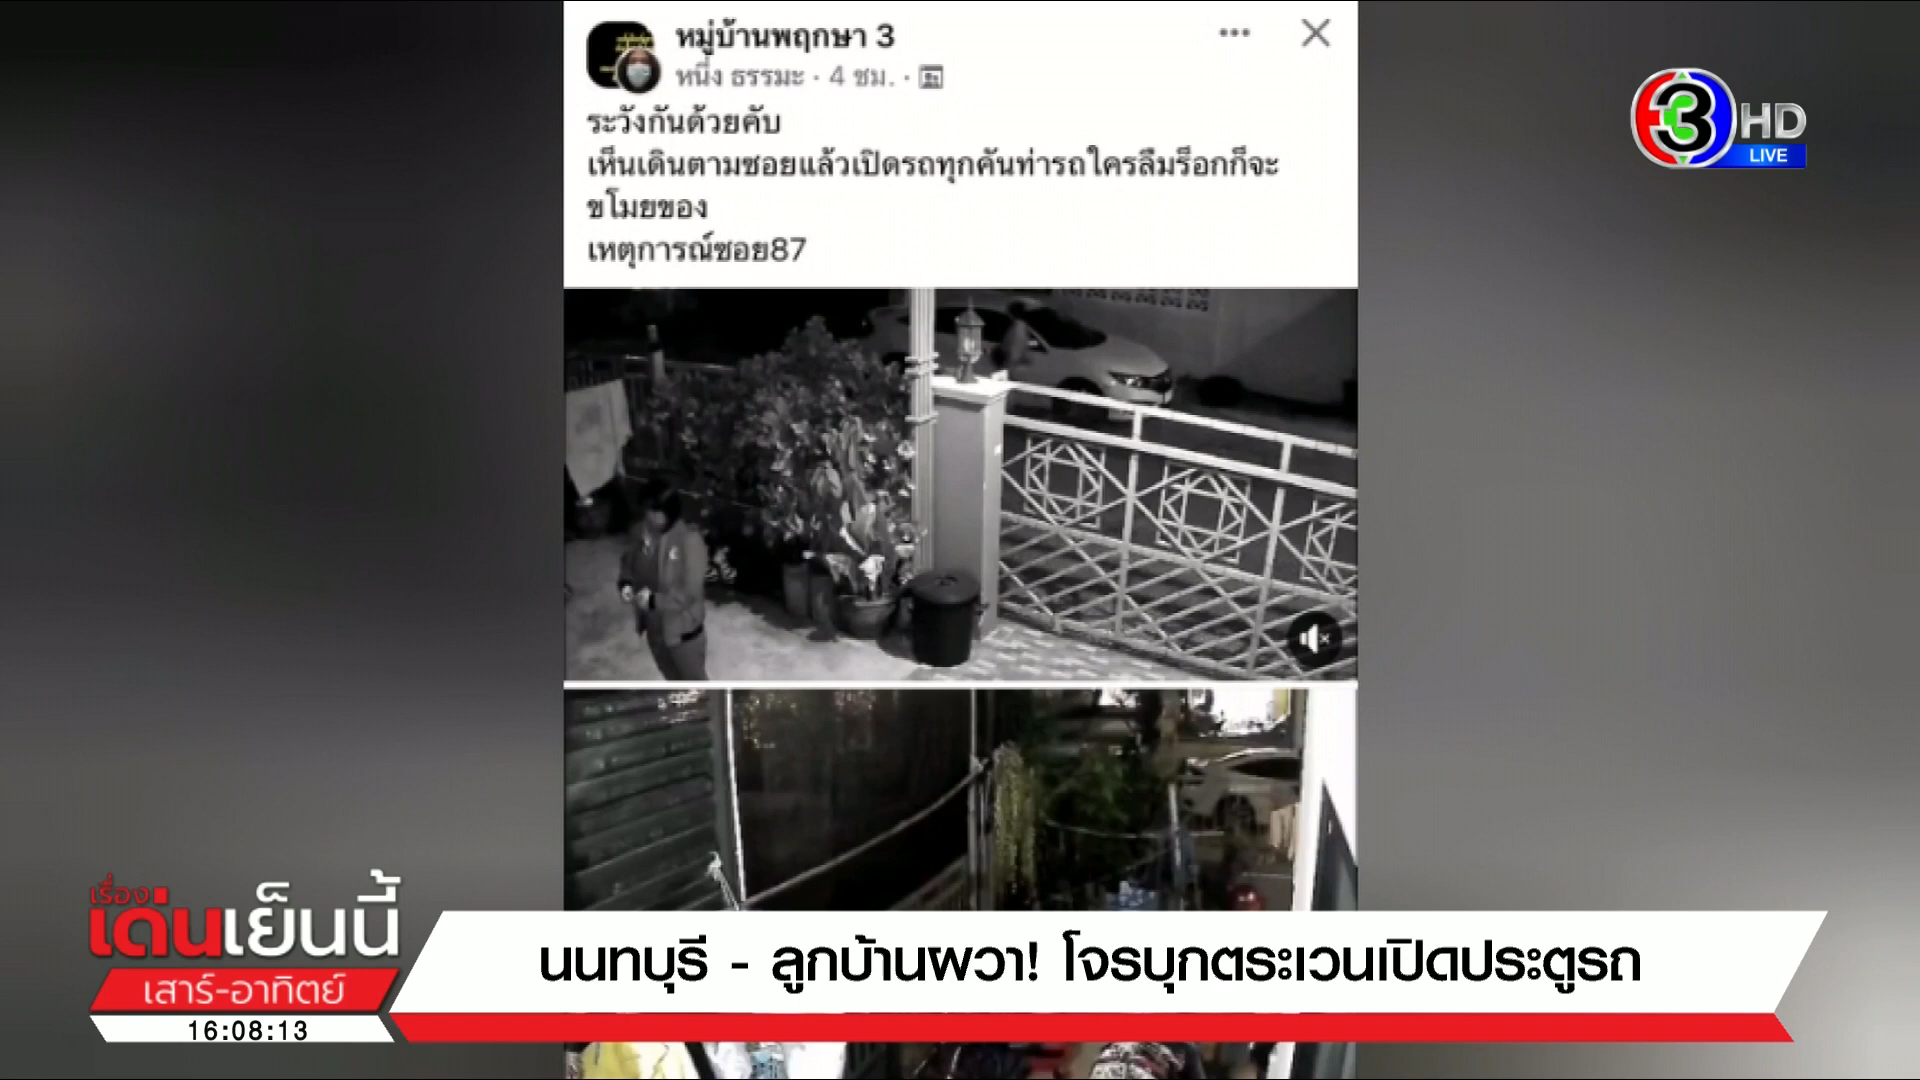 หมู่บ้านพฤกษา 3
หนึ่ง ธรรมะ · 4 ชม. ·
ระวังกันด้วยคับ
เห็นเดินตามซอยแล้วเปิดรถทุกคันท่ารถใครลืมร็อกก็จะ
ขโมยของ
เหตุการณ์ซอย87
3 HD
LIVE
เรื่อง
เด่นเย็นนี้
เสาร์-อาทิตย์
16:08:13
นนทบุรี - ลูกบ้านผวา! โจรบุกตระเวนเปิดประตูรถ